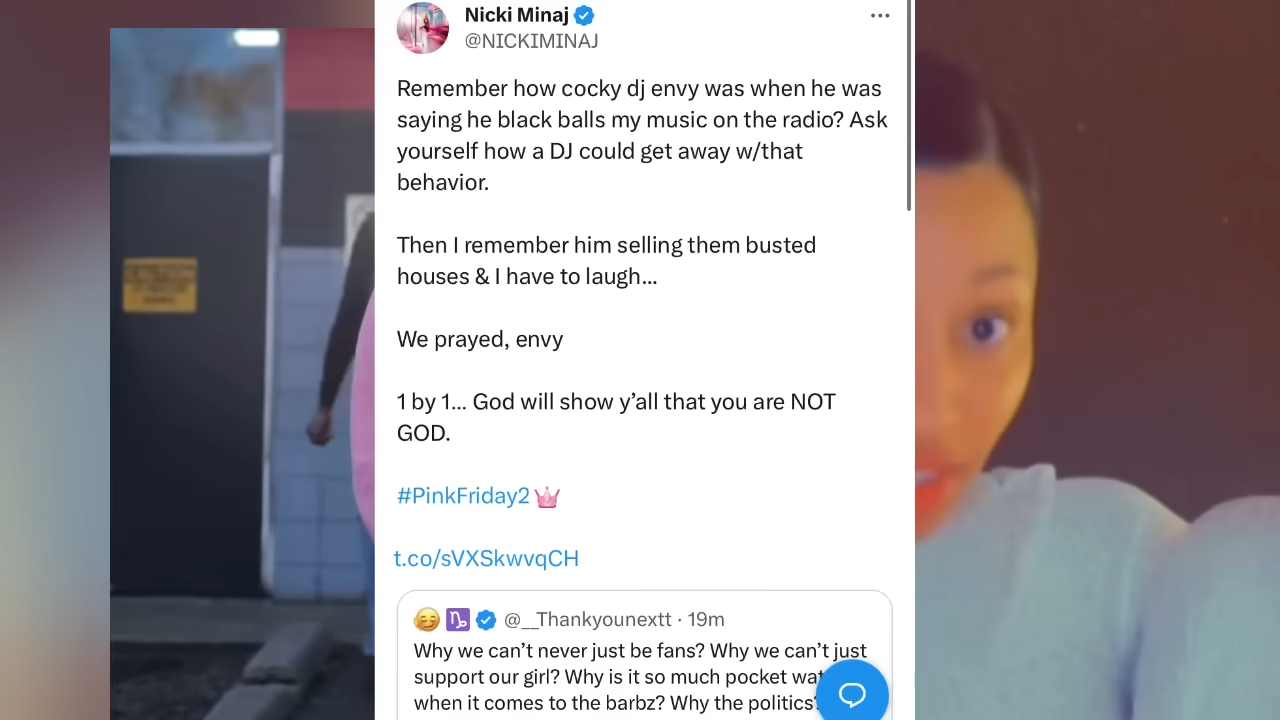 Nicki Minaj
@NICKIMINAJ
Remember how cocky dj envy was when he was
saying he black balls my music on the radio? Ask
yourself how a DJ could get away w/that
behavior.
Then I remember him selling them busted
houses & I have to laugh...
We prayed, envy
1 by 1... God will show y’all that you are NOT
GOD.
#PinkFriday2
t.co/sVXSkwvqCH
@__Thankyounextt · 19m
Why we can’t never just be fans? Why we can’t just
support our girl? Why is it so much pocket
when it comes to the barbz? Why the politics?
CAUTION